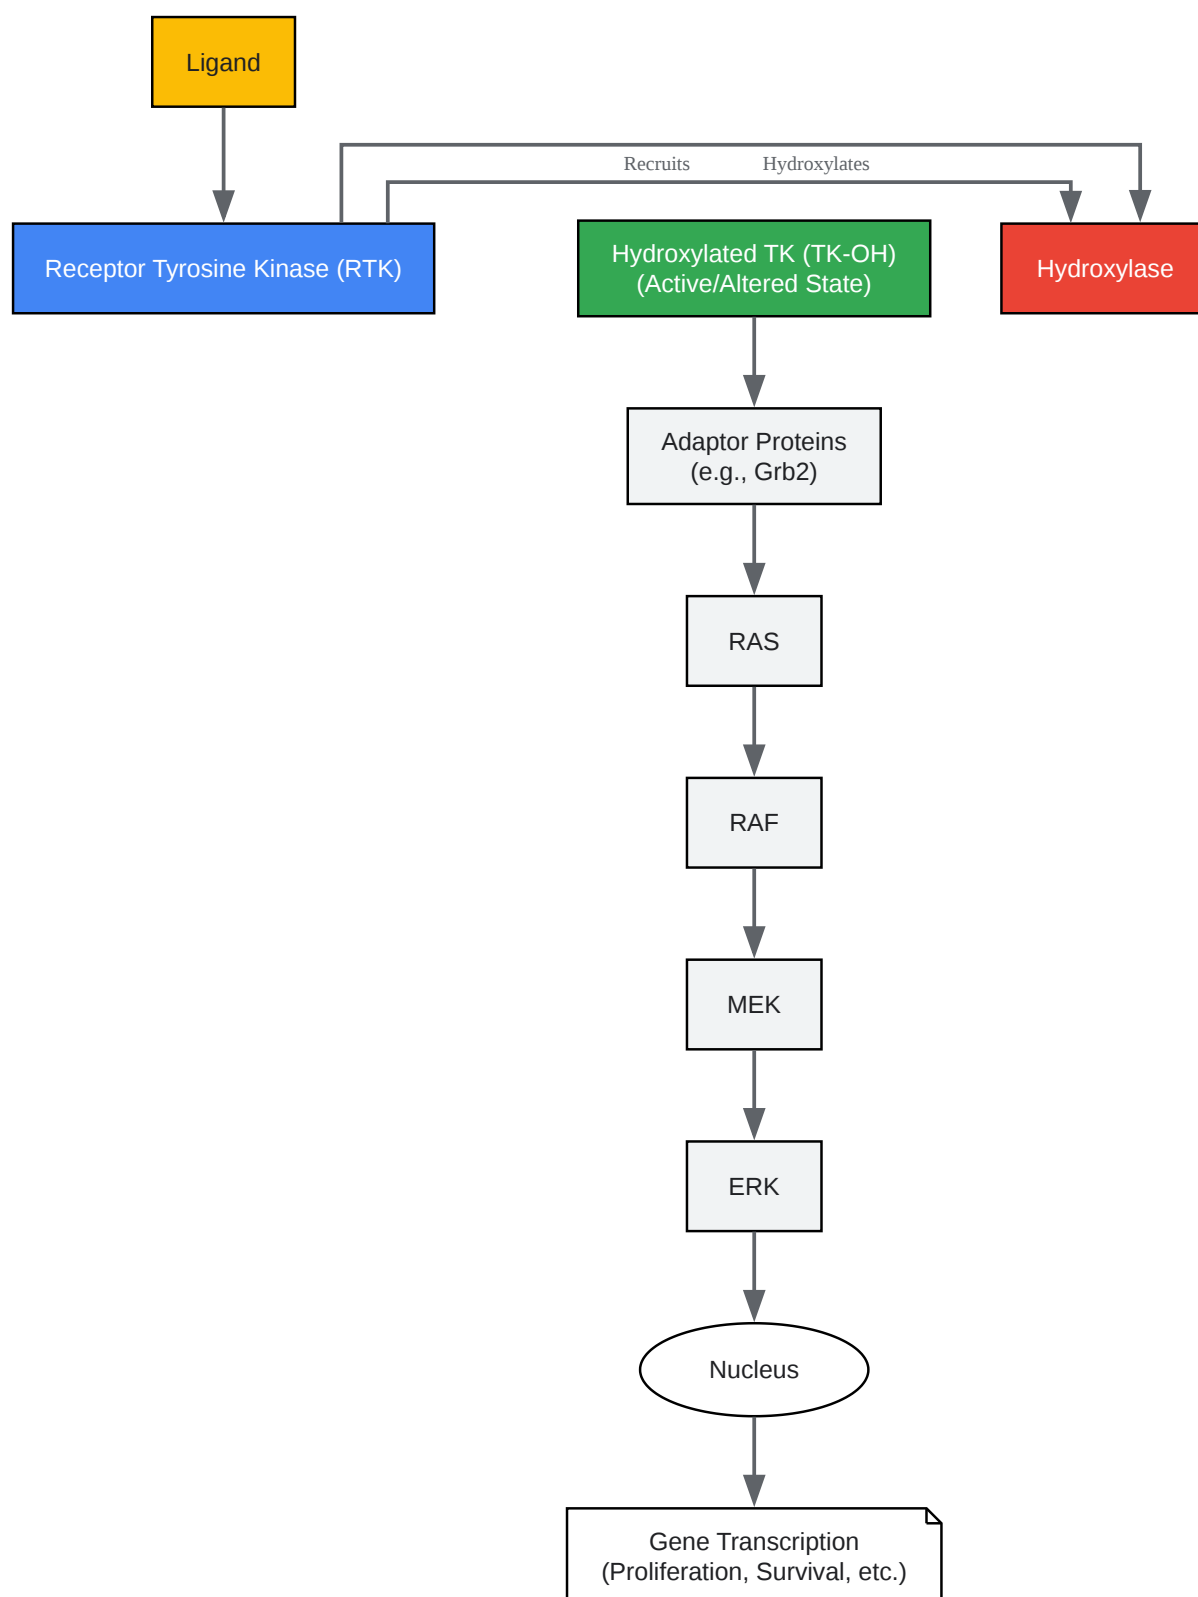 Ligand
Recruits
Hydroxylates
Receptor Tyrosine Kinase (RTK)
Hydroxylated TK (TK-OH)
(Active/Altered State)
Hydroxylase
Adaptor Proteins
(e.g., Grb2)
RAS
RAF
MEK
ERK
Nucleus
Gene Transcription
(Proliferation, Survival, etc.)